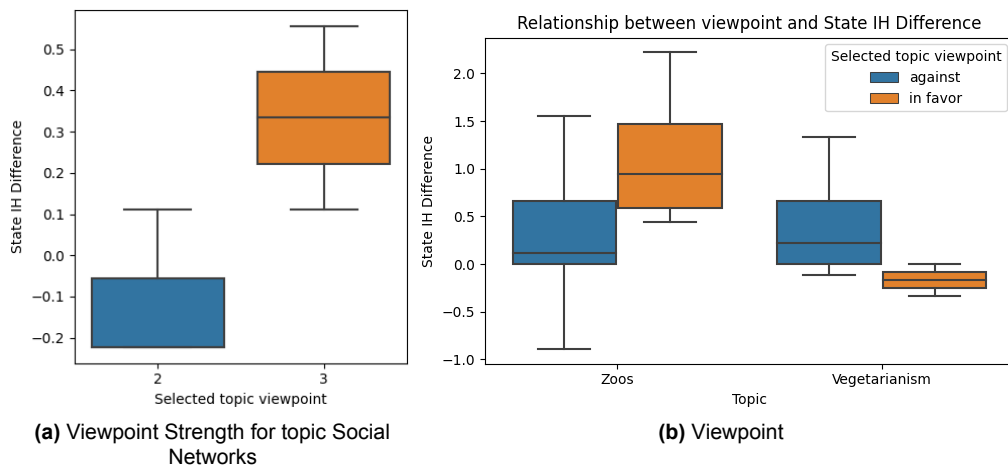 0.5
0.4
0.3
0.2
0.1
0.0
−0.1
−0.2
State IH Difference
2
3
Selected topic viewpoint
(a) Viewpoint Strength for topic Social
Networks
Relationship between viewpoint and State IH Difference
Selected topic viewpoint
against
in favor
2.0
1.5
1.0
0.5
0.0
−0.5
−1.0
State IH Difference
Zoos
Vegetarianism
Topic
(b) Viewpoint